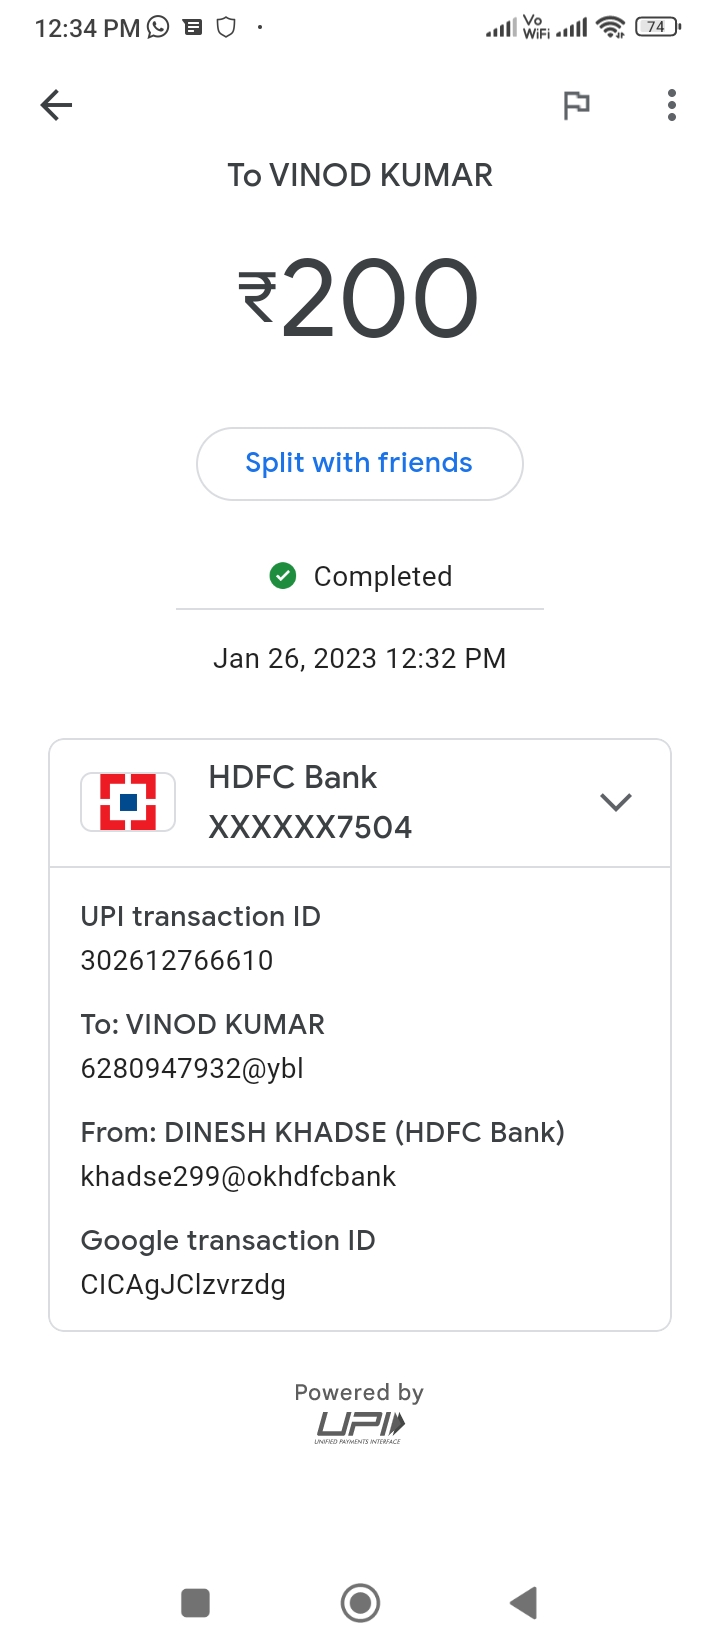 12:34 PM
Vo
WiFi
74
To VINOD KUMAR
₹200
Split with friends
Completed
Jan 26, 2023 12:32 PM
HDFC Bank
XXXXXX7504
UPI transaction ID
302612766610
To: VINOD KUMAR
6280947932@ybl
From: DINESH KHADSE (HDFC Bank)
khadse299@okhdfcbank
Google transaction ID
CICAgJClzvrzdg
Powered by
UPI
UNIFIED PAYMENTS INTERFACE